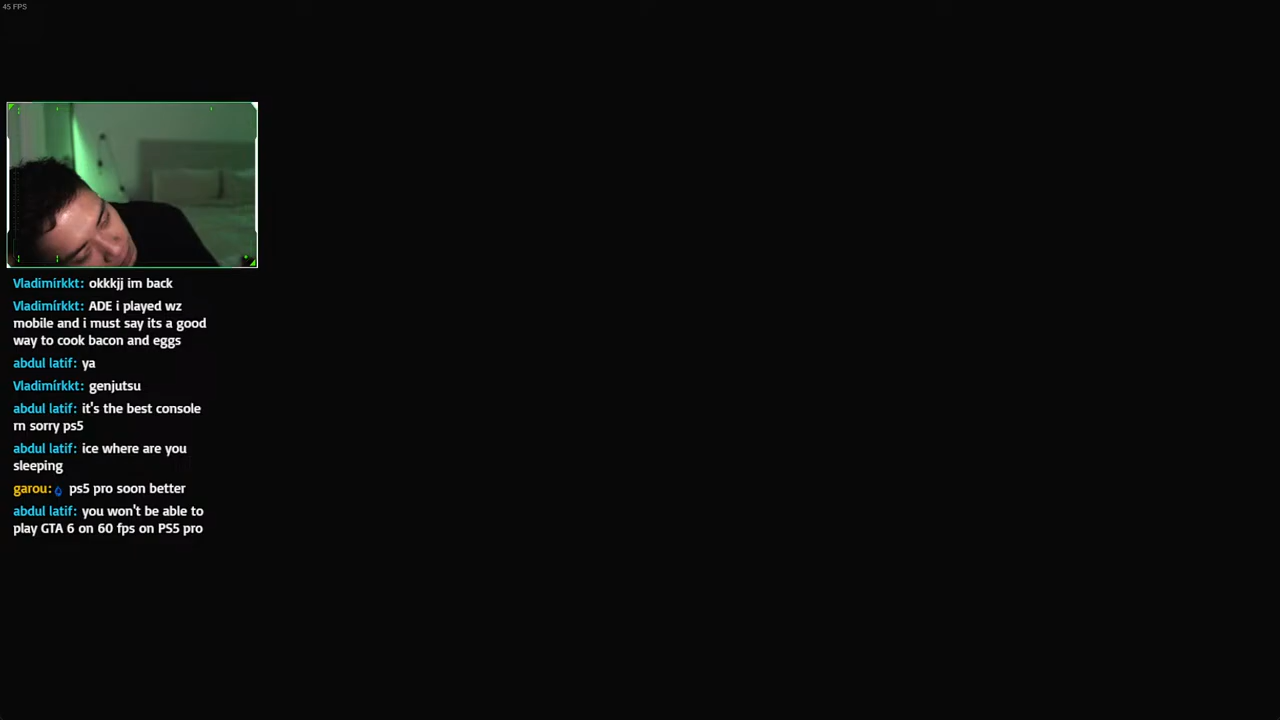 45 FPS
Vladimírkkt: okkkjj im back
Vladimírkkt: ADE i played wz
mobile and i must say its a good
way to cook bacon and eggs
abdul latif: ya
Vladimírkkt: genjutsu
abdul latif: it's the best console
rn sorry ps5
abdul latif: ice where are you
sleeping
garou: ps5 pro soon better
abdul latif: you won't be able to
play GTA 6 on 60 fps on PS5 pro